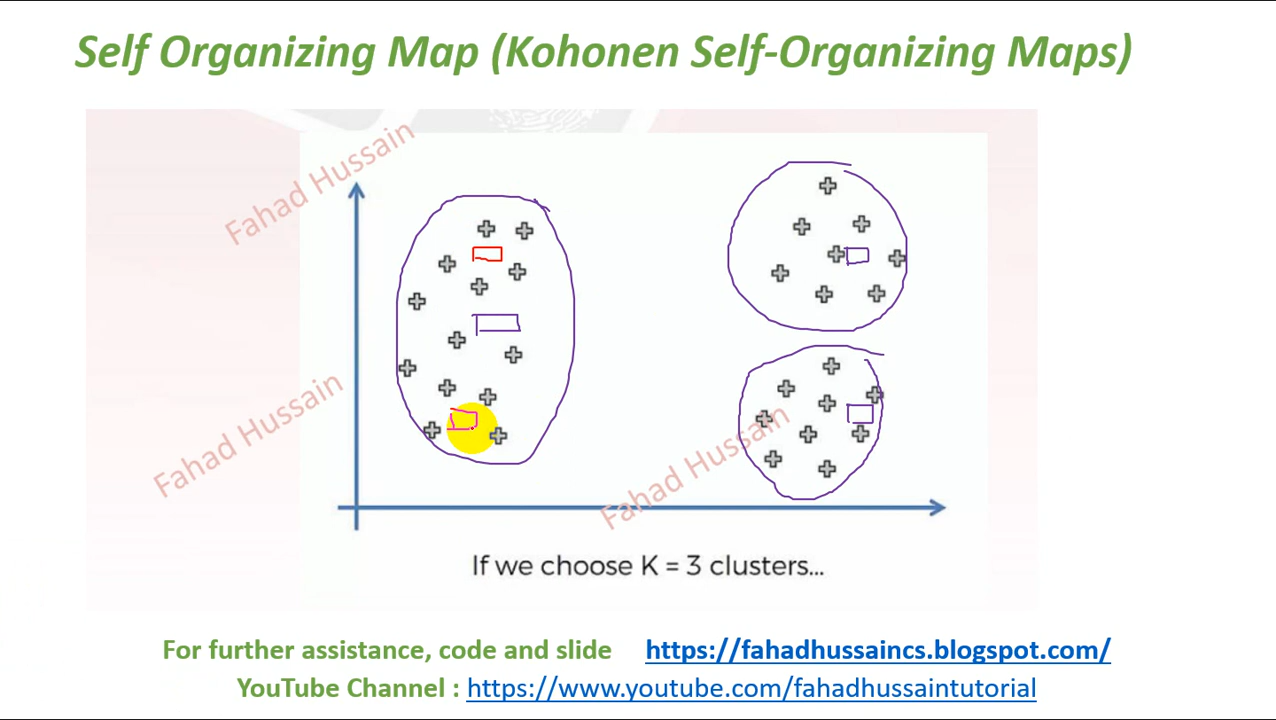 Self Organizing Map (Kohonen Self-Organizing Maps)
Fahad Hussain
Fahad Hussain
Fahad Hussain
If we choose K = 3 clusters...
For further assistance, code and slide https://fahadhussaincs.blogspot.com/
YouTube Channel : https://www.youtube.com/fahadhussaintutorial